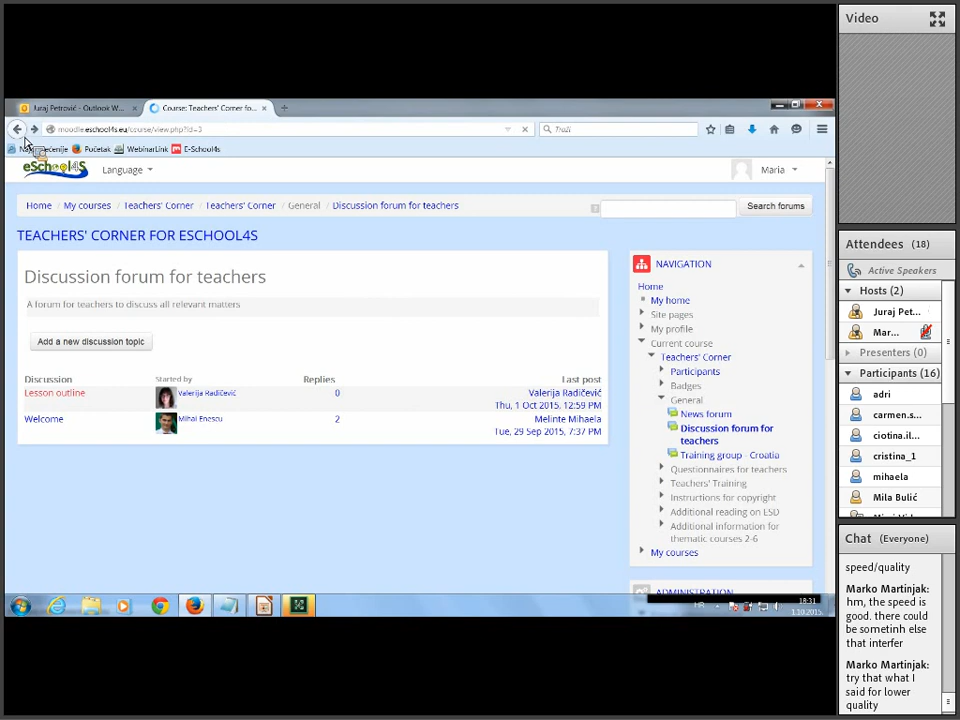 Video
Juraj Petrović - Outlook W...
Course: Teachers' Corner fo...
moodle.eschool4s.eu/course/view.php?id=3
Traži
Početak
WebinarLink
E-School4s
eSchool4S
Language
Maria
Home / My courses / Teachers' Corner / Teachers' Corner / General / Discussion forum for teachers
Search forums
TEACHERS' CORNER FOR ESCHOOL4S
Discussion forum for teachers
A forum for teachers to discuss all relevant matters
Add a new discussion topic
Discussion Started by Replies Last post
Lesson outline Valerija Radičević 0 Valerija Radičević
Thu, 1 Oct 2015, 12:59 PM
Welcome Mihai Enescu 2 Melinte Mihaela
Tue, 29 Sep 2015, 7:37 PM
NAVIGATION
Home
My home
Site pages
My profile
Current course
Teachers' Corner
Participants
Badges
General
News forum
Discussion forum for
teachers
Training group - Croatia
Questionnaires for teachers
Teachers' Training
Instructions for copyright
Additional reading on ESD
Additional information for
thematic courses 2-6
My courses
ADMINISTRATION
HR
18:31
1.10.2015.
Attendees (18)
Active Speakers
Hosts (2)
Juraj Pet...
Mar...
Presenters (0)
Participants (16)
adri
carmen.s...
ciotina.il...
cristina_1
mihaela
Mila Bulić
Chat (Everyone)
speed/quality
Marko Martinjak:
hm, the speed is
good. there could
be sometinh else
that interfer
Marko Martinjak:
try that what I
said for lower
quality